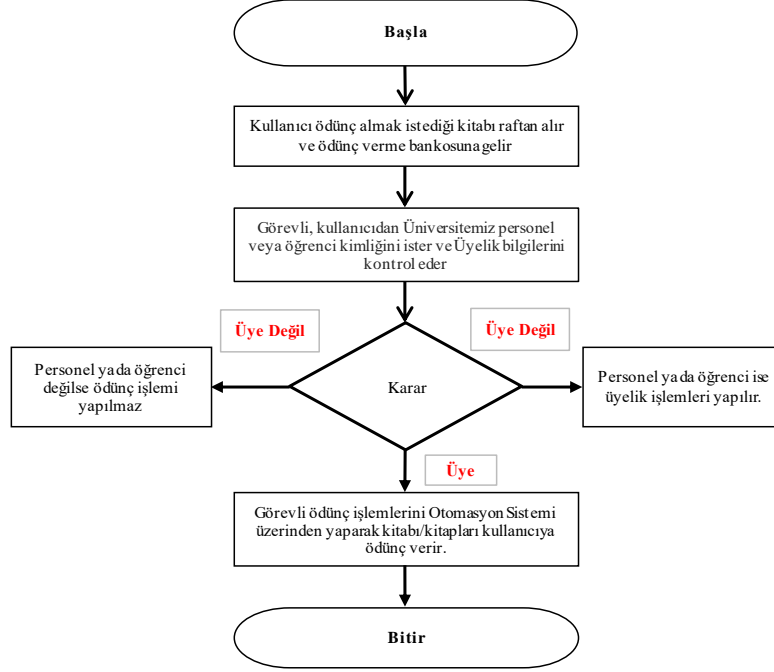 Başla
Kullanıcı ödünç almak istediği kitabı raftan alır
ve ödünç verme bankosuna gelir
Görevli, kullanıcıdan Üniversitemiz personel
veya öğrenci kimliğini ister ve Üyelik bilgilerini
kontrol eder
Üye Değil
Üye Değil
Personel ya da öğrenci
değilse ödünç işlemi
yapılmaz
Karar
Personel ya da öğrenci ise
üyelik işlemleri yapılır.
Üye
Görevli ödünç işlemlerini Otomasyon Sistemi
üzerinden yaparak kitabı/kitapları kullanıcıya
ödünç verir.
Bitir